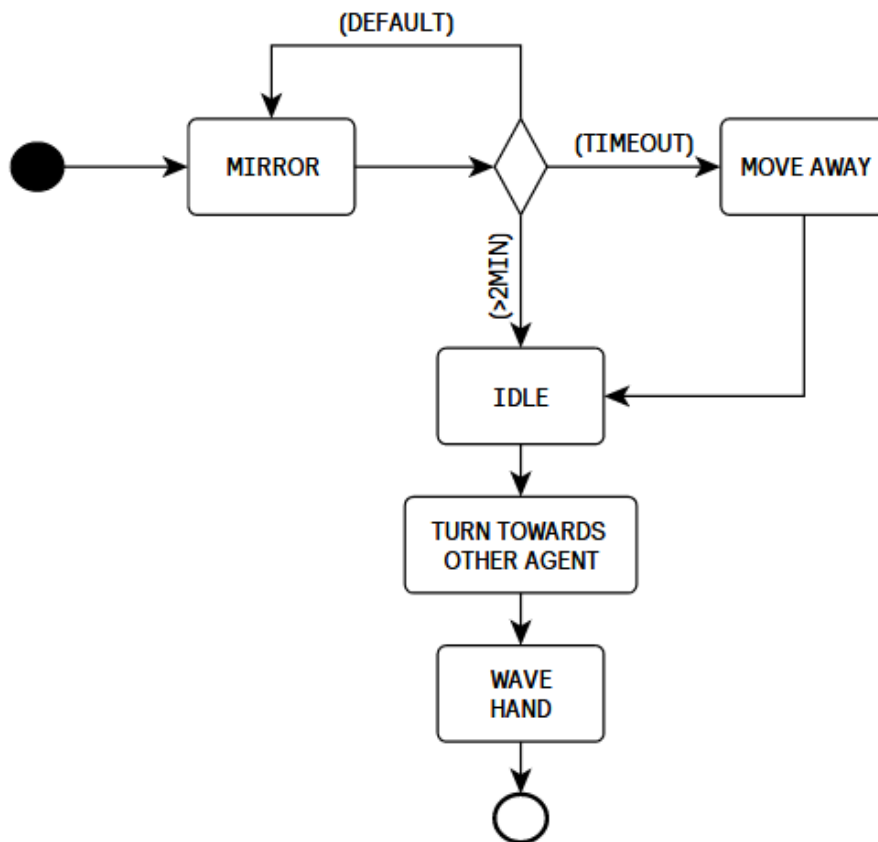 (DEFAULT)
MIRROR
(TIMEOUT)
MOVE AWAY
(>2MIN)
IDLE
TURN TOWARDS
OTHER AGENT
WAVE
HAND